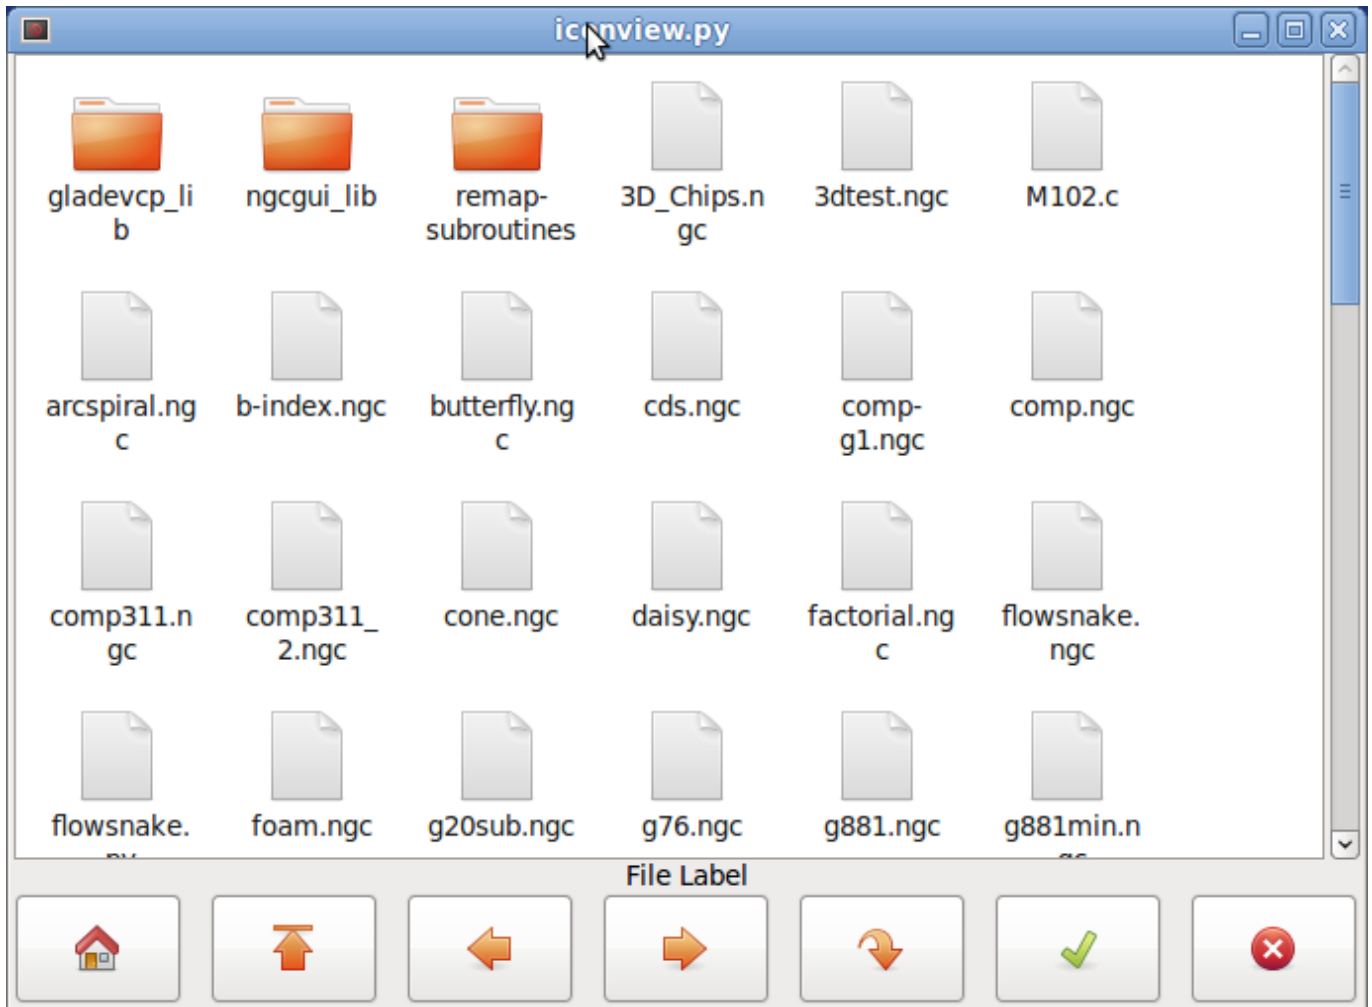 iconview.py
gladevcp_li
b
ngcgui_lib
remap-
subroutines
3D_Chips.n
gc
3dtest.ngc
M102.c
arcspiral.ng
c
b-index.ngc
butterfly.ng
c
cds.ngc
comp-
g1.ngc
comp.ngc
comp311.n
gc
comp311_
2.ngc
cone.ngc
daisy.ngc
factorial.ng
c
flowsnake.
ngc
flowsnake.
py
foam.ngc
g20sub.ngc
g76.ngc
g881.ngc
g881min.n
gc
File Label